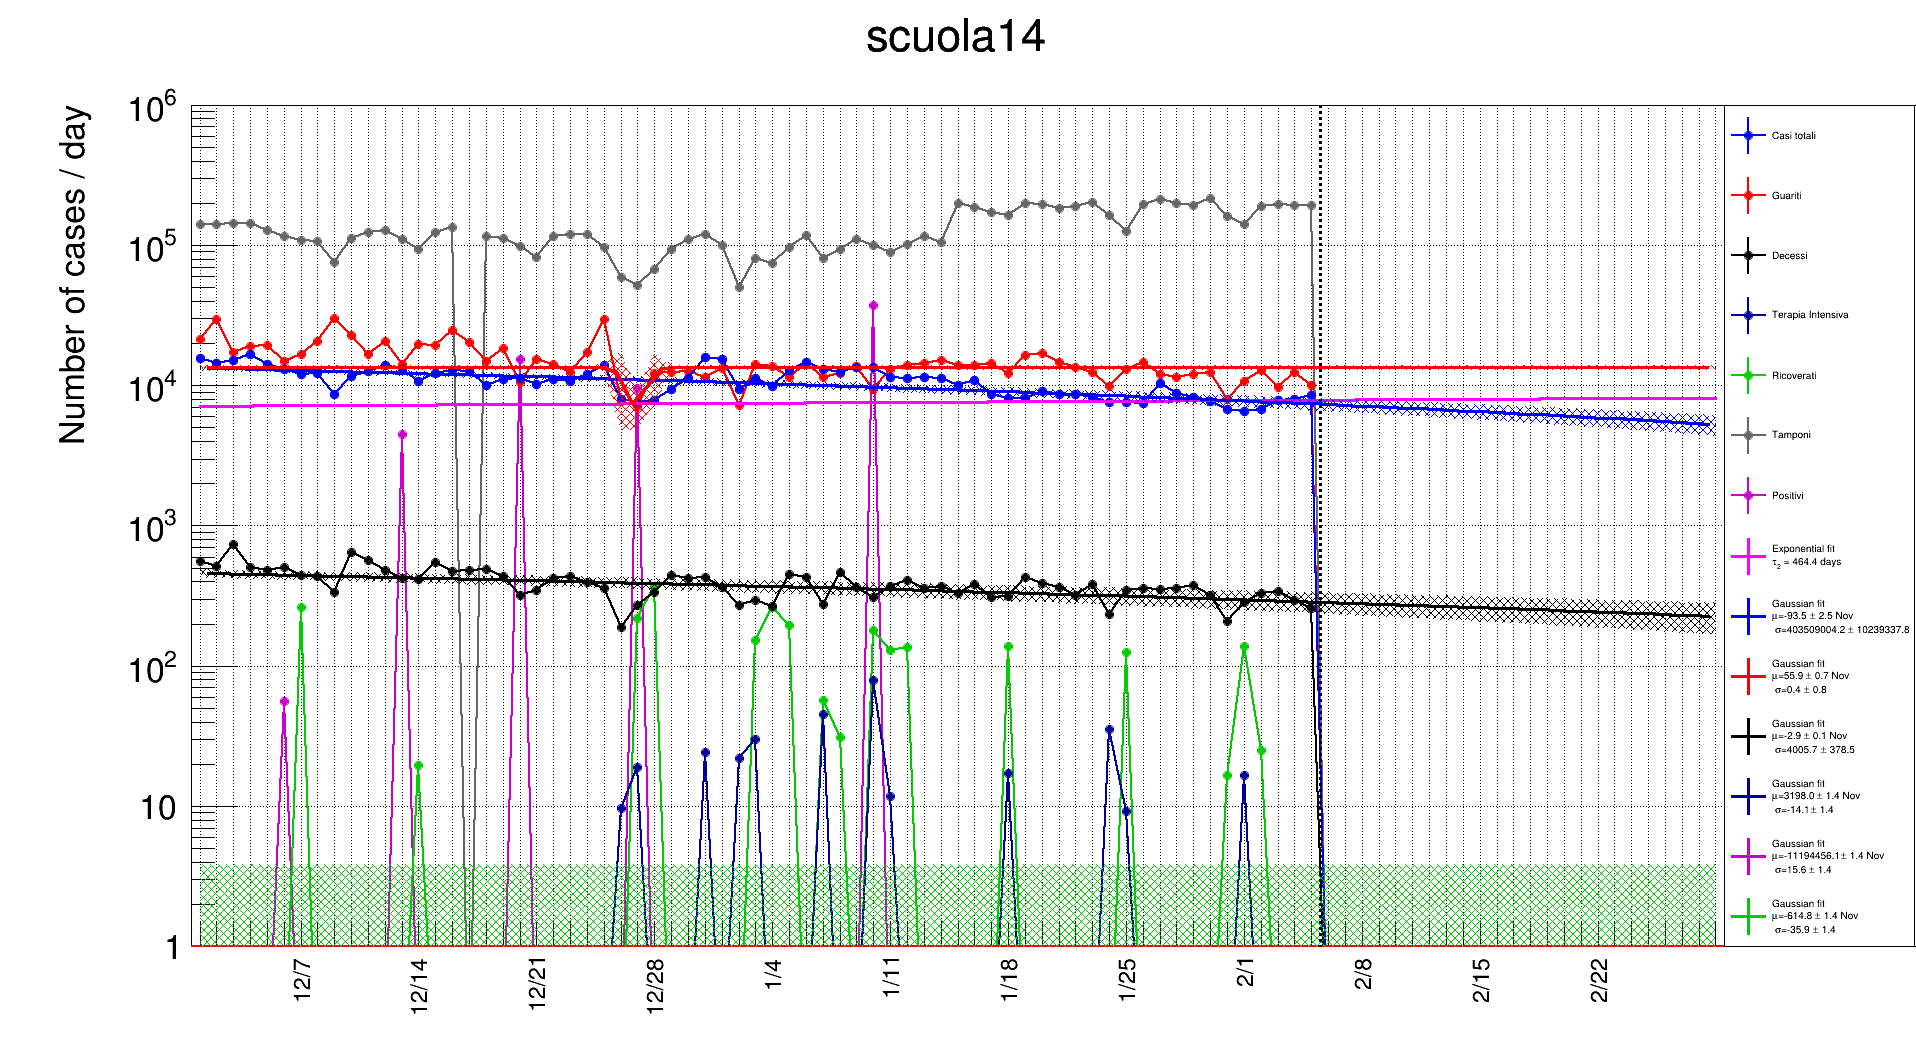 scuola14
Number of cases / day
10^6
10^5
10^4
10^3
10^2
10
1
12/7
12/14
12/21
12/28
1/4
1/11
1/18
1/25
2/1
2/8
2/15
2/22
Casi totali
Guariti
Decessi
Terapia Intensiva
Ricoverati
Tamponi
Positivi
Exponential fit
τ₂ = 464.4 days
Gaussian fit
μ=-93.5 ± 2.5 Nov
σ=403509004.2 ± 10239337.8
Gaussian fit
μ=55.9 ± 0.7 Nov
σ=0.4 ± 0.8
Gaussian fit
μ=-2.9 ± 0.1 Nov
σ=4005.7 ± 378.5
Gaussian fit
μ=3198.0 ± 1.4 Nov
σ=-14.1 ± 1.4
Gaussian fit
μ=-11194456.1 ± 1.4 Nov
σ=15.6 ± 1.4
Gaussian fit
μ=-614.8 ± 1.4 Nov
σ=-35.9 ± 1.4